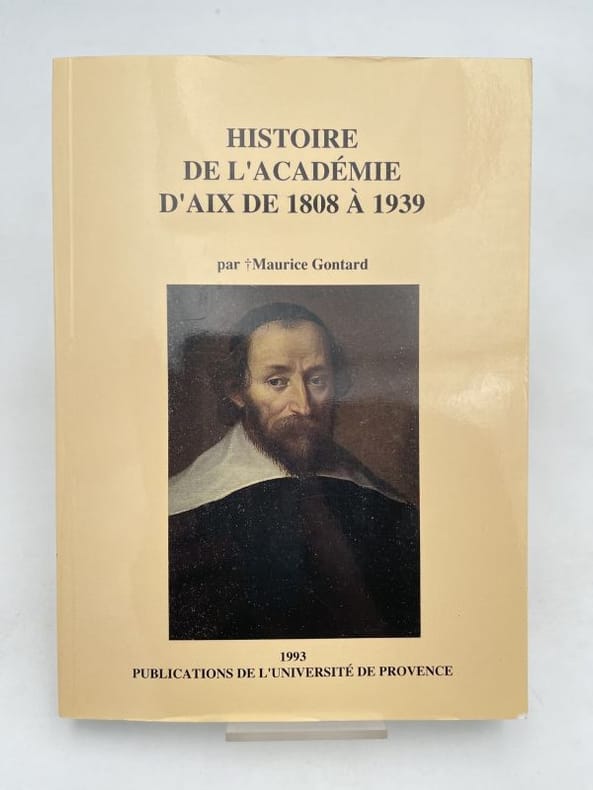 HISTOIRE
DE L'ACADÉMIE
D'AIX DE 1808 À 1939
par †Maurice Gontard
1993
PUBLICATIONS DE L'UNIVERSITÉ DE PROVENCE